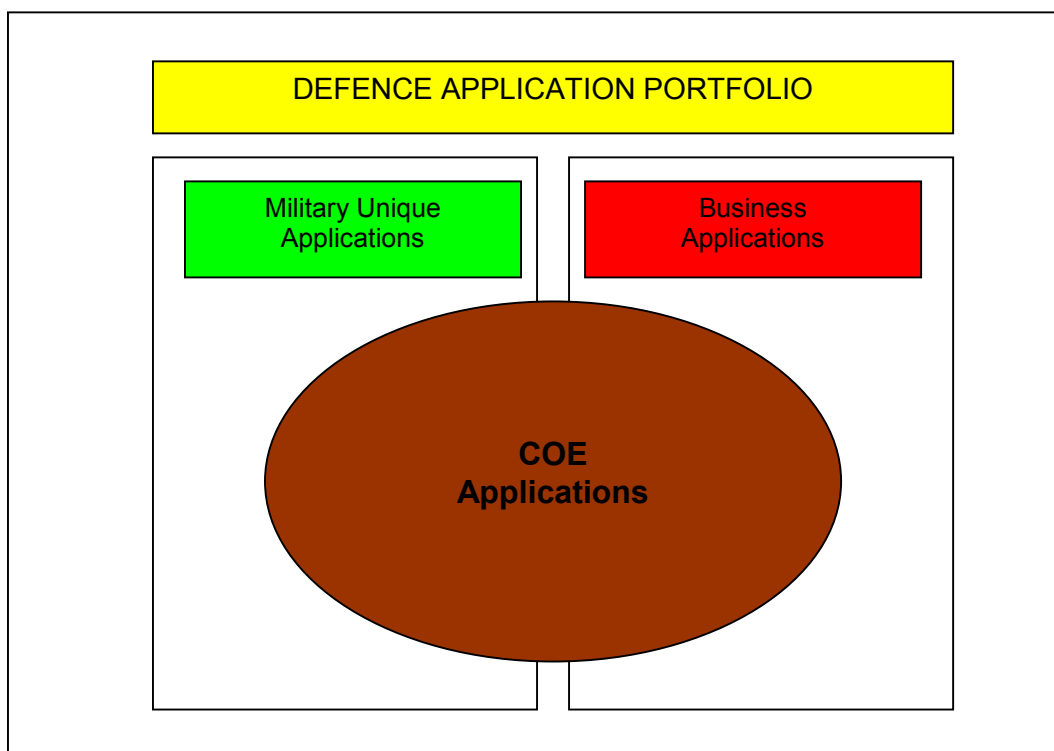 DEFENCE APPLICATION PORTFOLIO
Military Unique
Applications
Business
Applications
COE
Applications